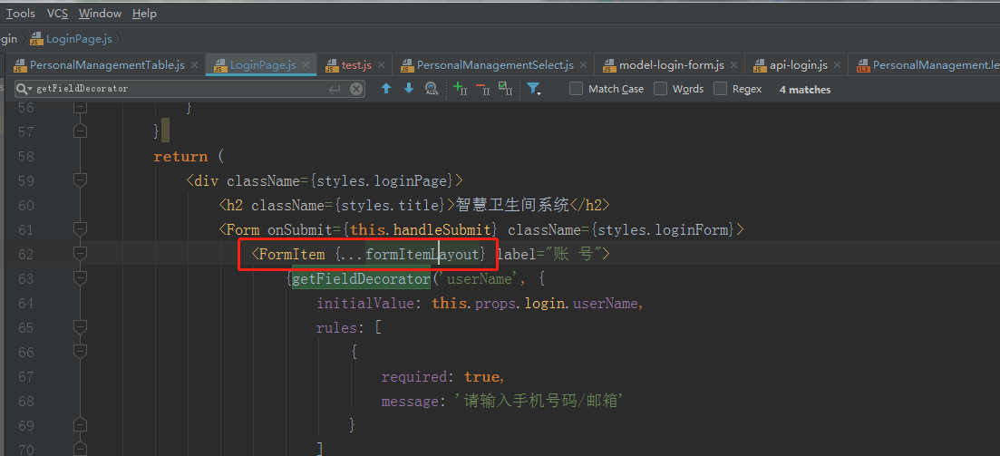 Tools VCS Window Help
gin LoginPage.js
PersonalManagementTable.js LoginPage.js test.js PersonalManagementSelect.js model-login-form.js api-login.js PersonalManagement.le
getFieldDecorator Match Case Words Regex 4 matches
56 }
57 }
58 return (
59 <div className={styles.loginPage}>
60 <h2 className={styles.title}>智慧卫生间系统</h2>
61 <Form onSubmit={this.handleSubmit} className={styles.loginForm}>
62 <FormItem {...formItemLayout} label="账 号">
63 {getFieldDecorator('userName', {
64 initialValue: this.props.login.userName,
65 rules: [
66 {
67 required: true,
68 message: '请输入手机号码/邮箱'
69 }
70 ]